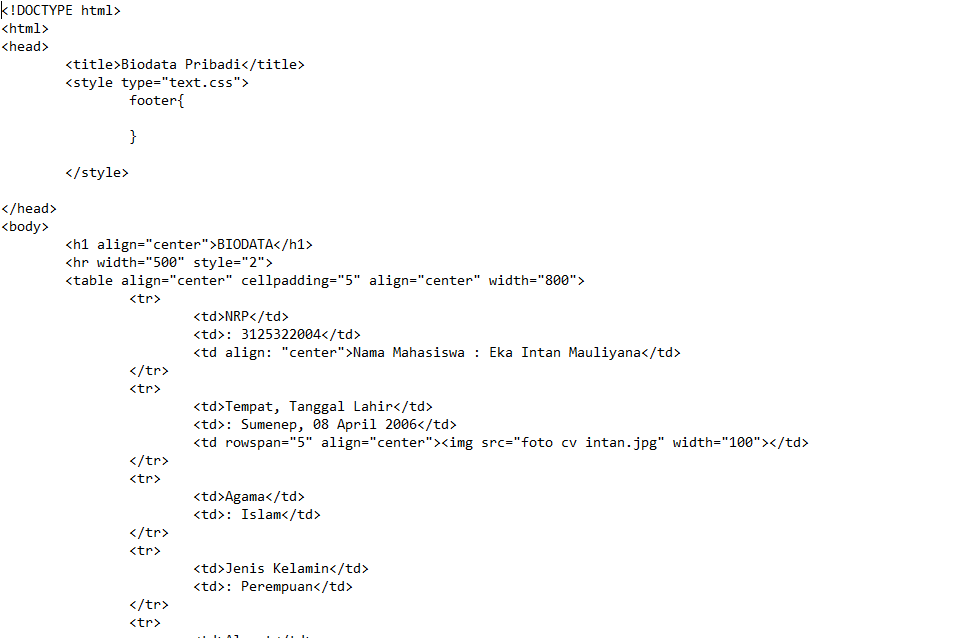 <!DOCTYPE html>
<html>
<head>
<title>Biodata Pribadi</title>
<style type="text.css">
footer{
}
</style>
</head>
<body>
<h1 align="center">BIODATA</h1>
<hr width="500" style="2">
<table align="center" cellpadding="5" align="center" width="800">
<tr>
<td>NRP</td>
<td>: 3125322004</td>
<td align: "center">Nama Mahasiswa : Eka Intan Mauliyana</td>
</tr>
<tr>
<td>Tempat, Tanggal Lahir</td>
<td>: Sumenep, 08 April 2006</td>
<td rowspan="5" align="center"><img src="foto cv intan.jpg" width="100"></td>
</tr>
<tr>
<td>Agama</td>
<td>: Islam</td>
</tr>
<tr>
<td>Jenis Kelamin</td>
<td>: Perempuan</td>
</tr>
<tr>